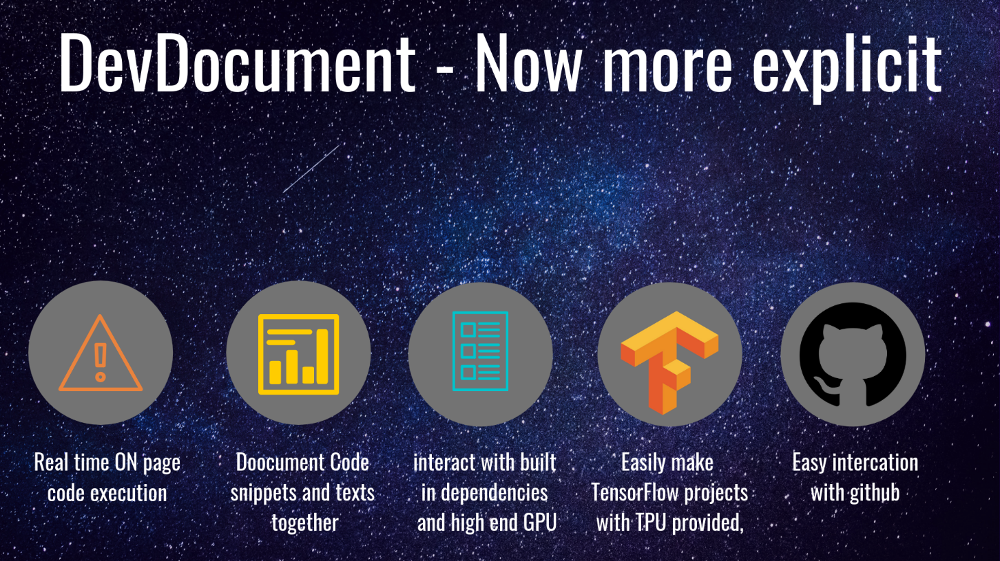 DevDocument - Now more explicit
Real time ON page
code execution
Doocument Code
snippets and texts
together
interact with built
in dependencies
and high end GPU
Easily make
TensorFlow projects
with TPU provided,
Easy intercation
with github